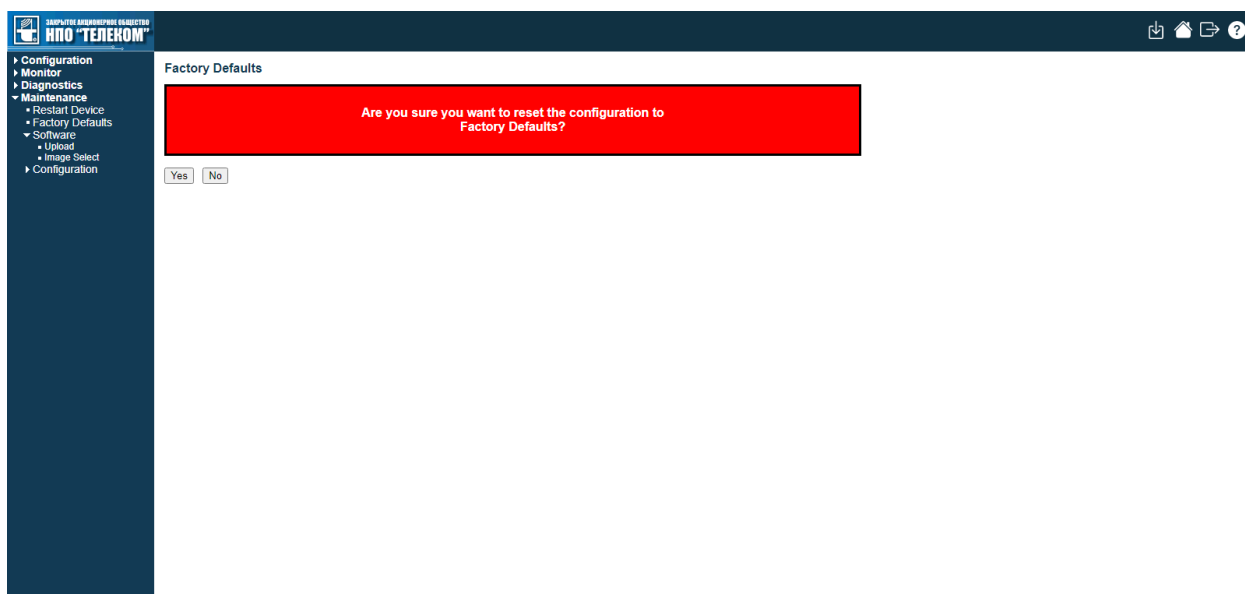 ЗАКРЫТОЕ АКЦИОНЕРНОЕ ОБЩЕСТВО
НПО "ТЕЛЕКОМ"
?
Configuration
Monitor
Diagnostics
Maintenance
Restart Device
Factory Defaults
Software
Upload
Image Select
Configuration
Factory Defaults
Are you sure you want to reset the configuration to
Factory Defaults?
Yes No